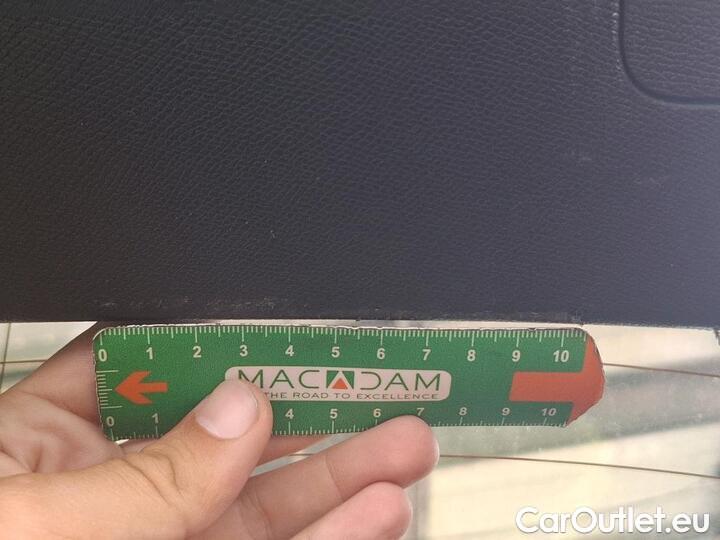 0 1 2 3 4 5 6 7 8 9 10
MACADAM
THE ROAD TO EXCELLENCE
0 1 4 5 6 7 8 9 10
CarOutlet.eu